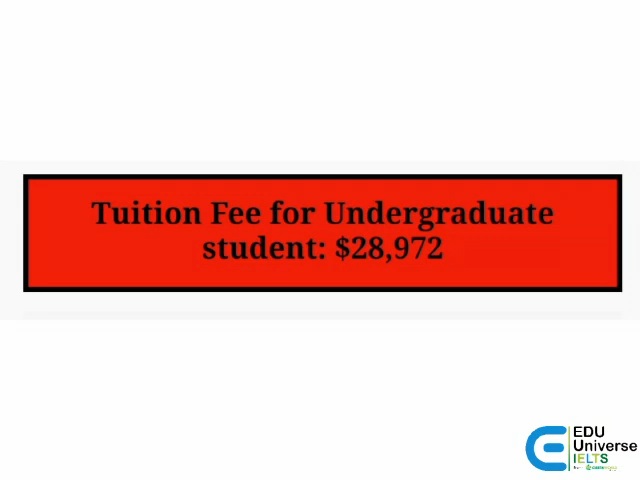 Tuition Fee for Undergraduate
student: $28,972
EDU
Universe
IELTS